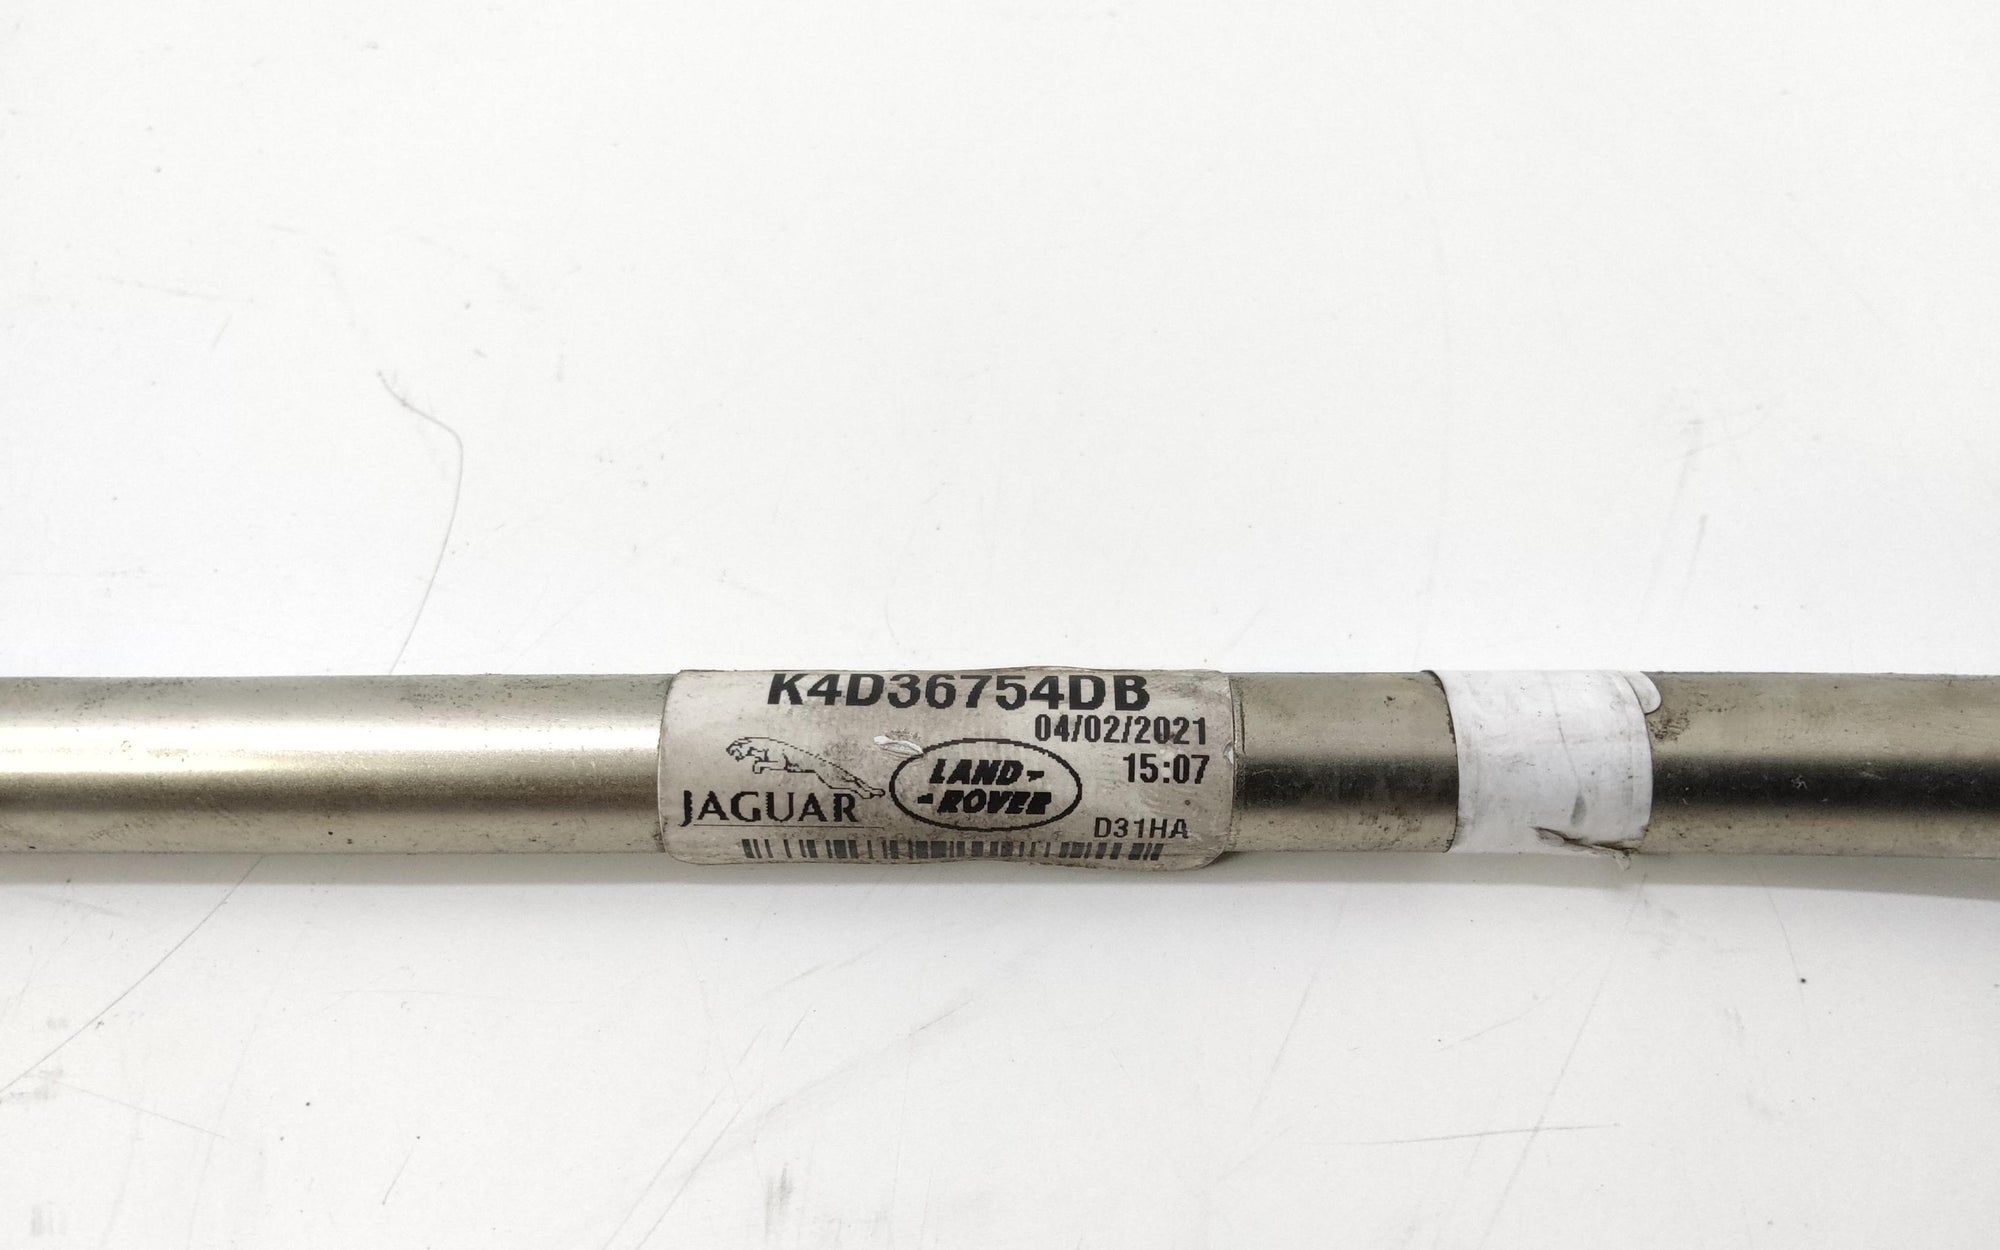 K4D36754DB
04/02/2021
15:07
JAGUAR
LAND-
-ROVER
D31HA